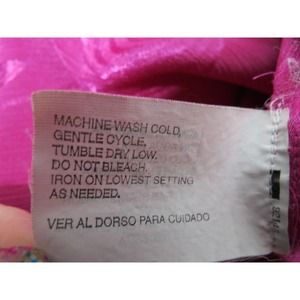 MACHINE WASH COLD,
GENTLE CYCLE,
TUMBLE DRY LOW.
DO NOT BLEACH.
IRON ON LOWEST SETTING
AS NEEDED.
VER AL DORSO PARA CUIDADO